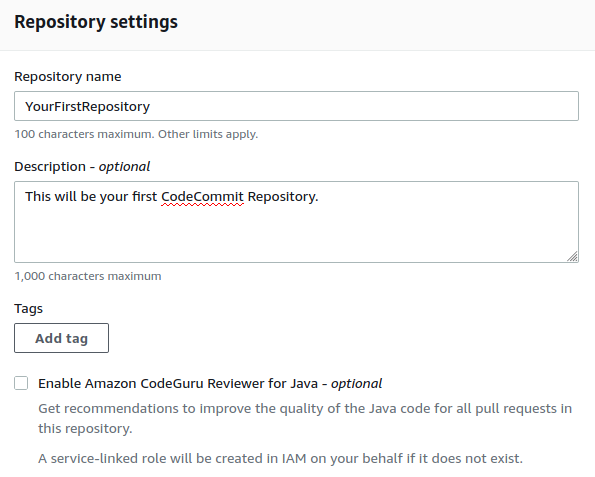 Repository settings
Repository name
YourFirstRepository
100 characters maximum. Other limits apply.
Description - optional
This will be your first CodeCommit Repository.
1,000 characters maximum
Tags
Add tag
Enable Amazon CodeGuru Reviewer for Java - optional
Get recommendations to improve the quality of the Java code for all pull requests in
this repository.
A service-linked role will be created in IAM on your behalf if it does not exist.